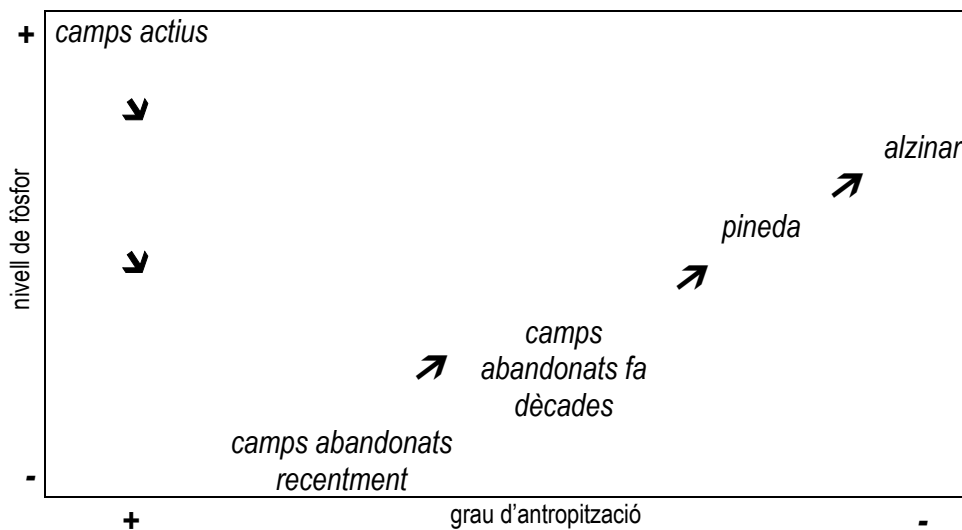 +
camps actius
alzinar
nivell de fòsfor
pineda
camps
abandonats fa
dècades
camps abandonats
recentment
-
+
grau d'antropització
-